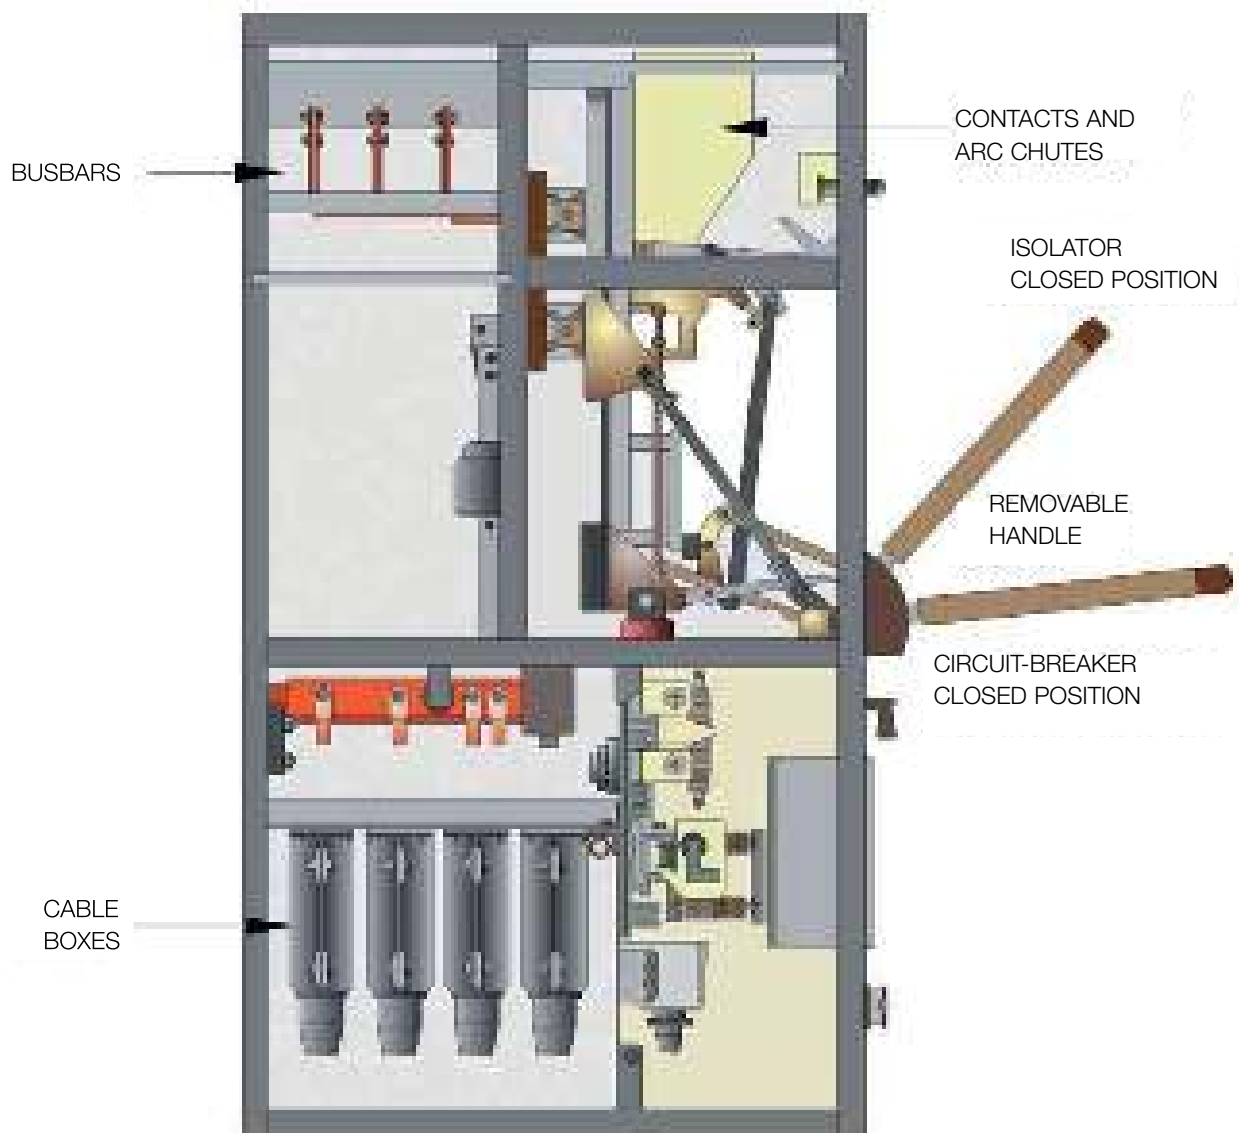 CONTACTS AND
ARC CHUTES
BUSBARS
ISOLATOR
CLOSED POSITION
REMOVABLE
HANDLE
CIRCUIT-BREAKER
CLOSED POSITION
CABLE
BOXES